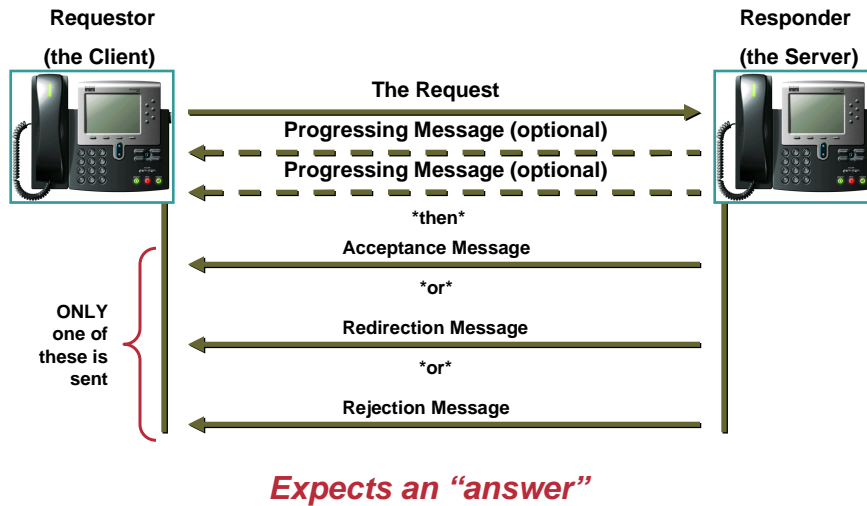 Requestor
(the Client)
Responder
(the Server)
The Request
Progressing Message (optional)
Progressing Message (optional)
*then*
Acceptance Message
*or*
ONLY
one of
these is
sent
Redirection Message
*or*
Rejection Message
Expects an “answer”